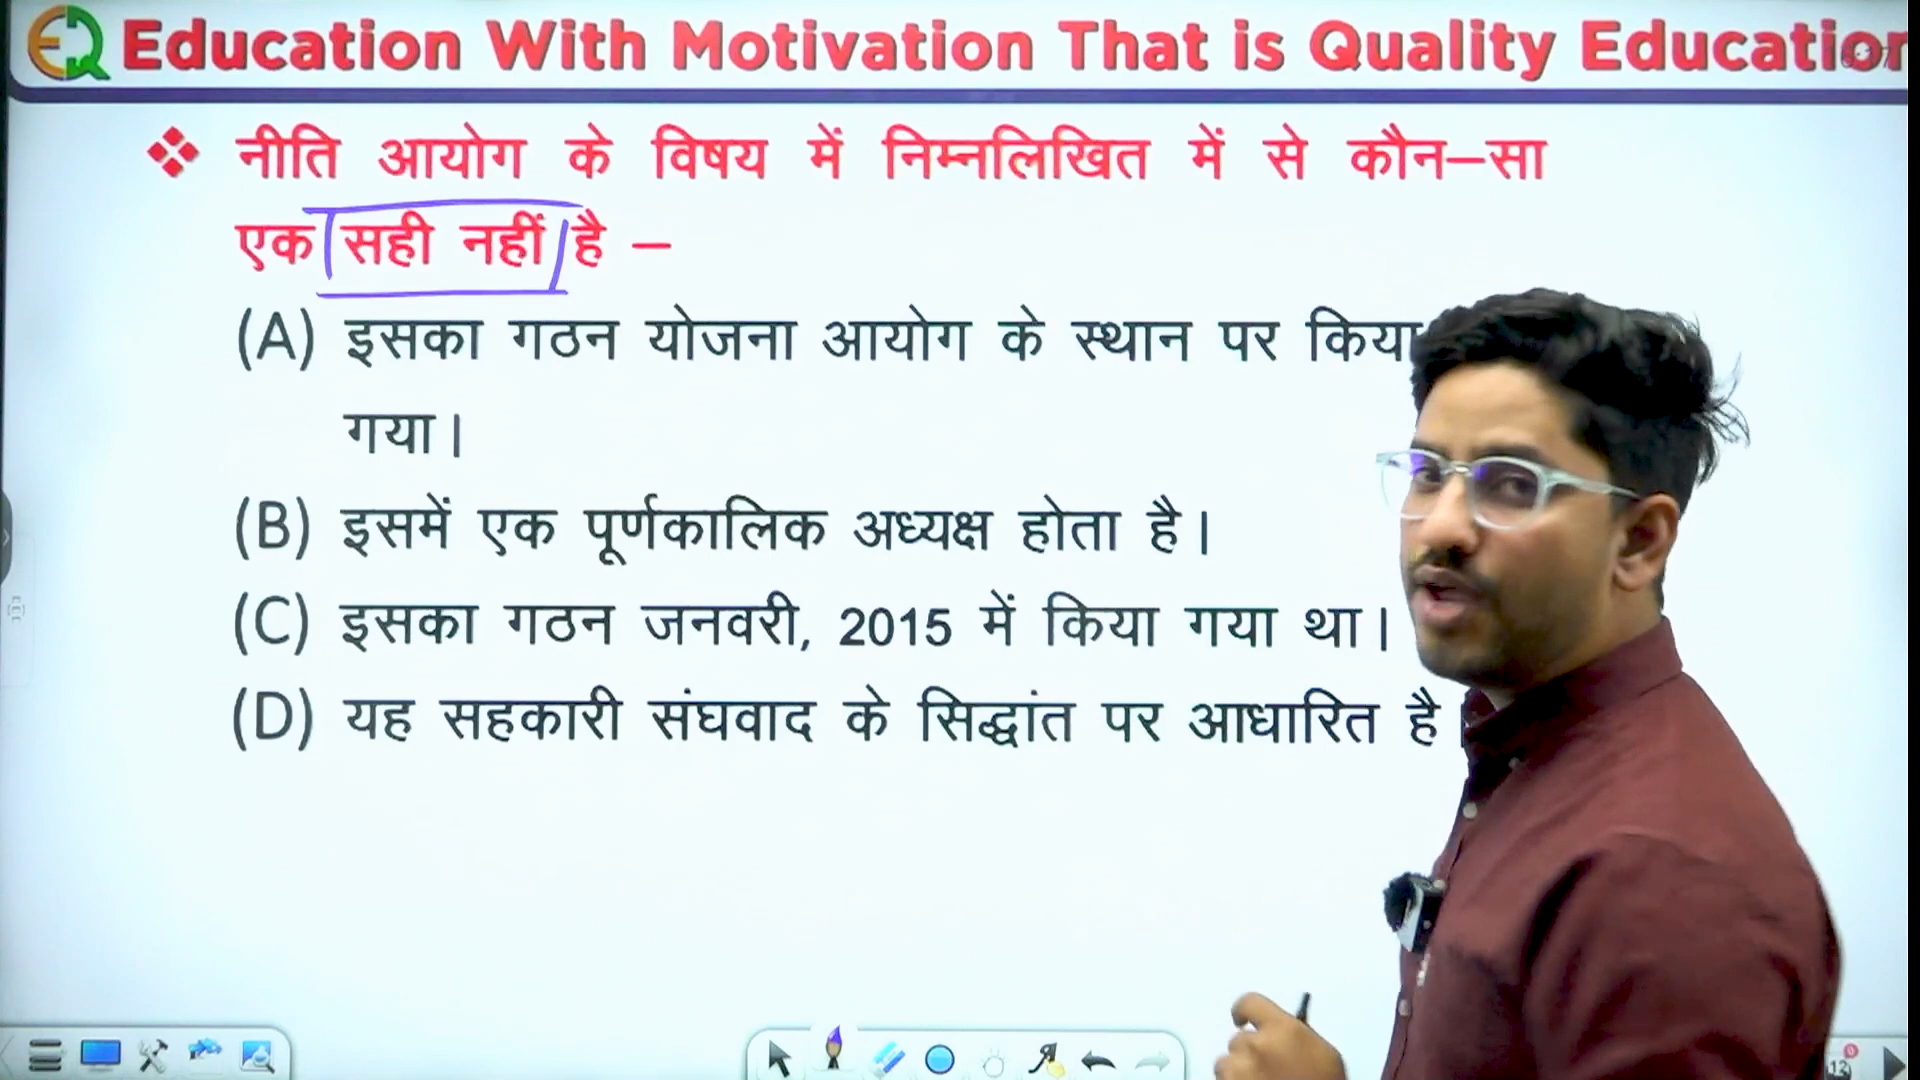 Education With Motivation That is Quality Education
नीति आयोग के विषय में निम्नलिखित में से कौन–सा
एक सही नहीं है –
(A) इसका गठन योजना आयोग के स्थान पर किया
गया।
(B) इसमें एक पूर्णकालिक अध्यक्ष होता है।
(C) इसका गठन जनवरी, 2015 में किया गया था।
(D) यह सहकारी संघवाद के सिद्धांत पर आधारित है